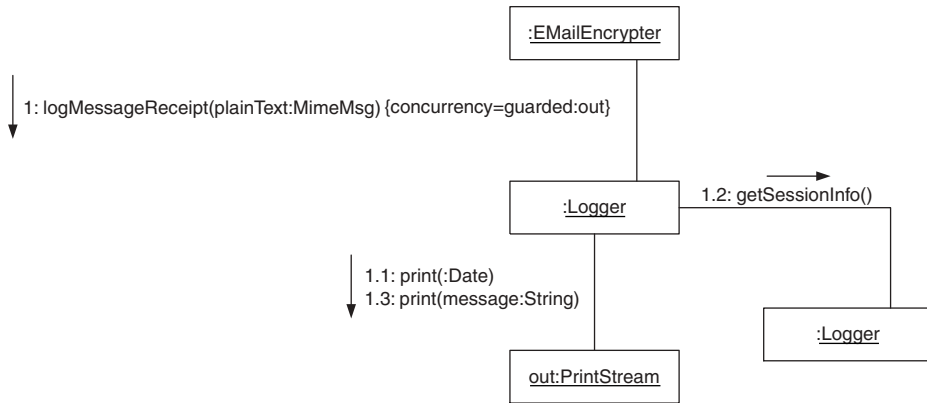 :EMailEncrypter
1: logMessageReceipt(plainText:MimeMsg) {concurrency=guarded:out}
:Logger
1.2: getSessionInfo()
1.1: print(:Date)
1.3: print(message:String)
:Logger
out:PrintStream